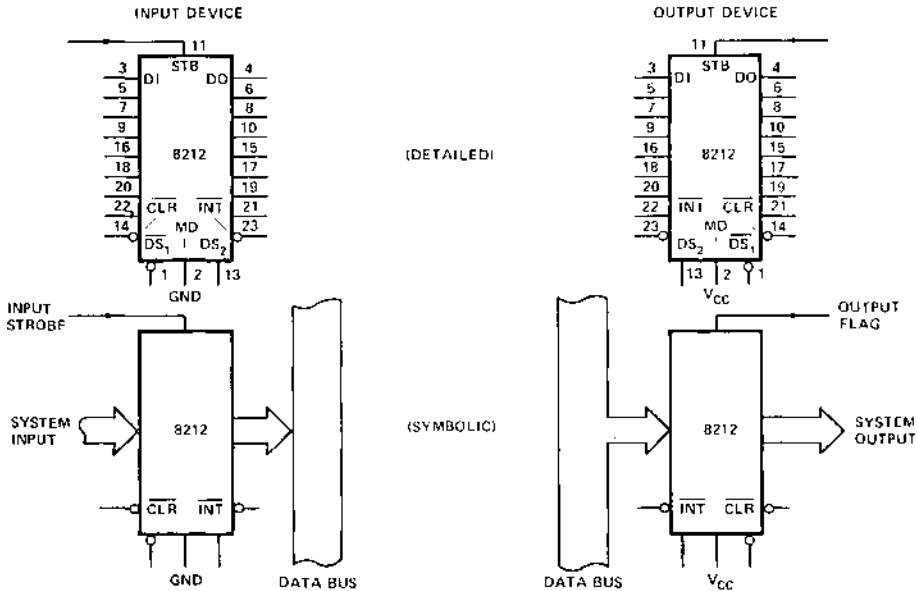 INPUT DEVICE
OUTPUT DEVICE
11
STB
3 DI DO 4
5 6
7 8
9 10
16 8212 15
18 17
20 19
22 CLR INT 21
14 MD 23
DS1 DS2
1 2 13
GND
(DETAILED)
11
STB
3 DI DO 4
5 6
7 8
9 10
16 8212 15
18 17
20 19
22 INT CLR 21
23 MD 14
DS2 DS1
13 2 1
VCC
INPUT
STROBE
SYSTEM
INPUT
8212
CLR INT
GND
DATA BUS
(SYMBOLIC)
DATA BUS
8212
INT CLR
VCC
OUTPUT
FLAG
SYSTEM
OUTPUT